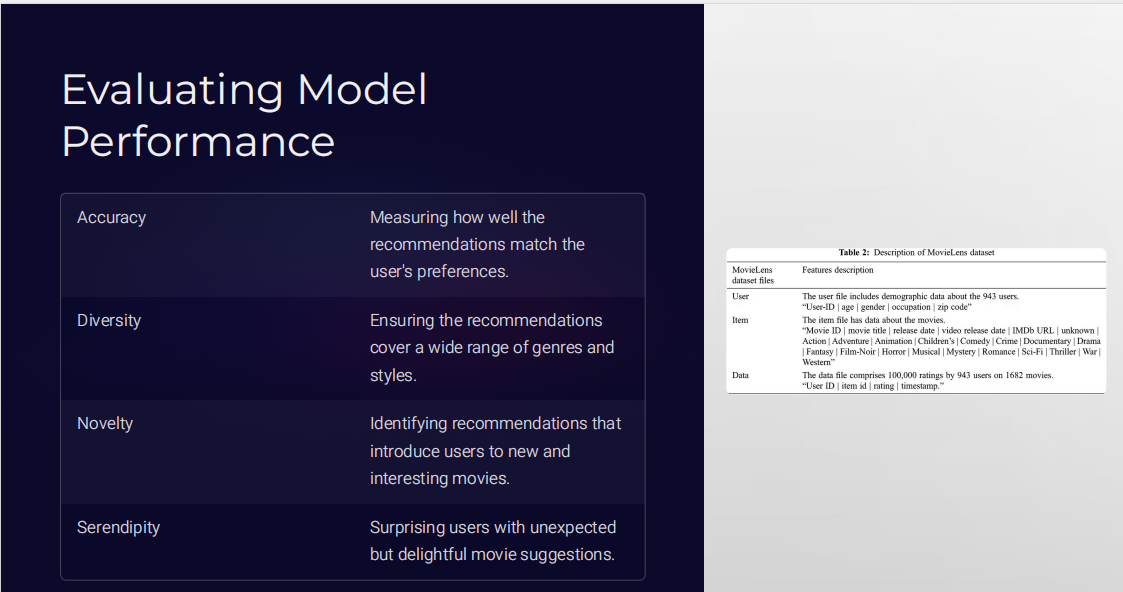 Evaluating Model
Performance
Accuracy
Measuring how well the
recommendations match the
user's preferences.
Diversity
Ensuring the recommendations
cover a wide range of genres and
styles.
Novelty
Identifying recommendations that
introduce users to new and
interesting movies.
Serendipity
Surprising users with unexpected
but delightful movie suggestions.
Table 2: Description of MovieLens dataset
MovieLens
dataset files
Features description
User
The user file includes demographic data about the 943 users.
“User-ID | age | gender | occupation | zip code”
Item
The item file has data about the movies.
“Movie ID | movie title | release date | video release date | IMDb URL | unknown |
Action | Adventure | Animation | Children’s | Comedy | Crime | Documentary | Drama
| Fantasy | Film-Noir | Horror | Musical | Mystery | Romance | Sci-Fi | Thriller | War |
Western”
Data
The data file comprises 100,000 ratings by 943 users on 1682 movies.
“User ID | item id | rating | timestamp.”